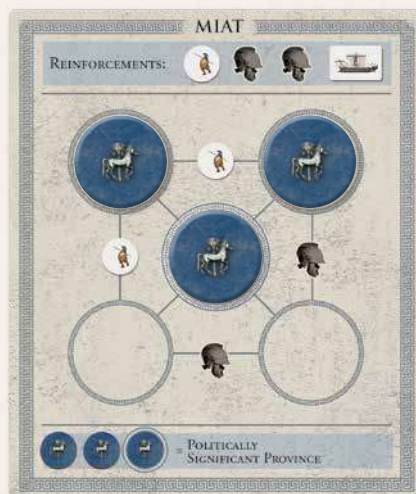 MIAT
REINFORCEMENTS:
= POLITICALLY
SIGNIFICANT PROVINCE